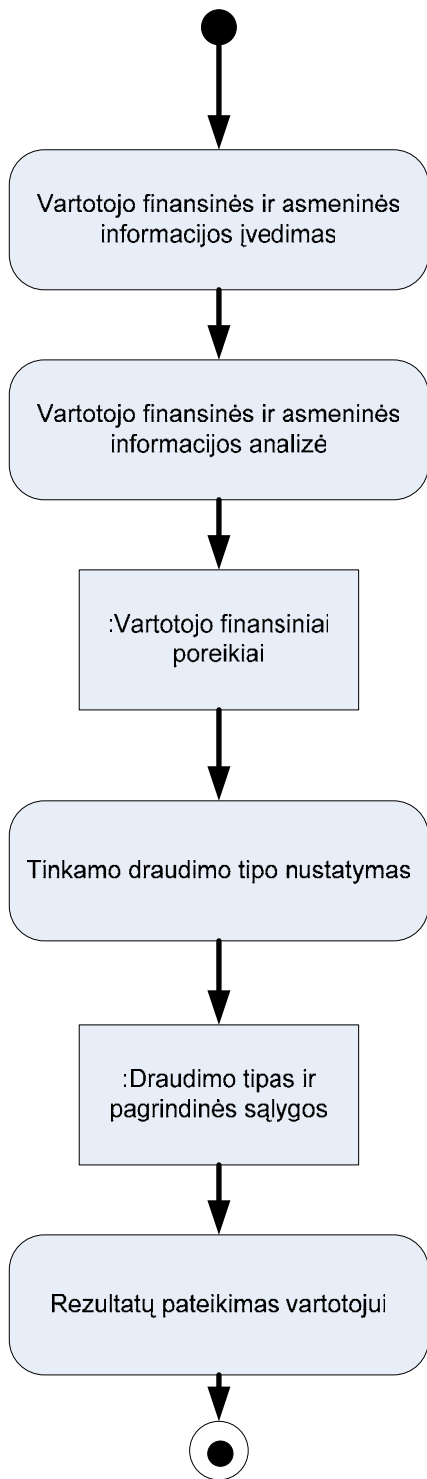 Vartotojo finansinės ir asmeninės
informacijos įvedimas
Vartotojo finansinės ir asmeninės
informacijos analizė
:Vartotojo finansiniai
poreikiai
Tinkamo draudimo tipo nustatymas
:Draudimo tipas ir
pagrindinės sąlygos
Rezultatų pateikimas vartotojui